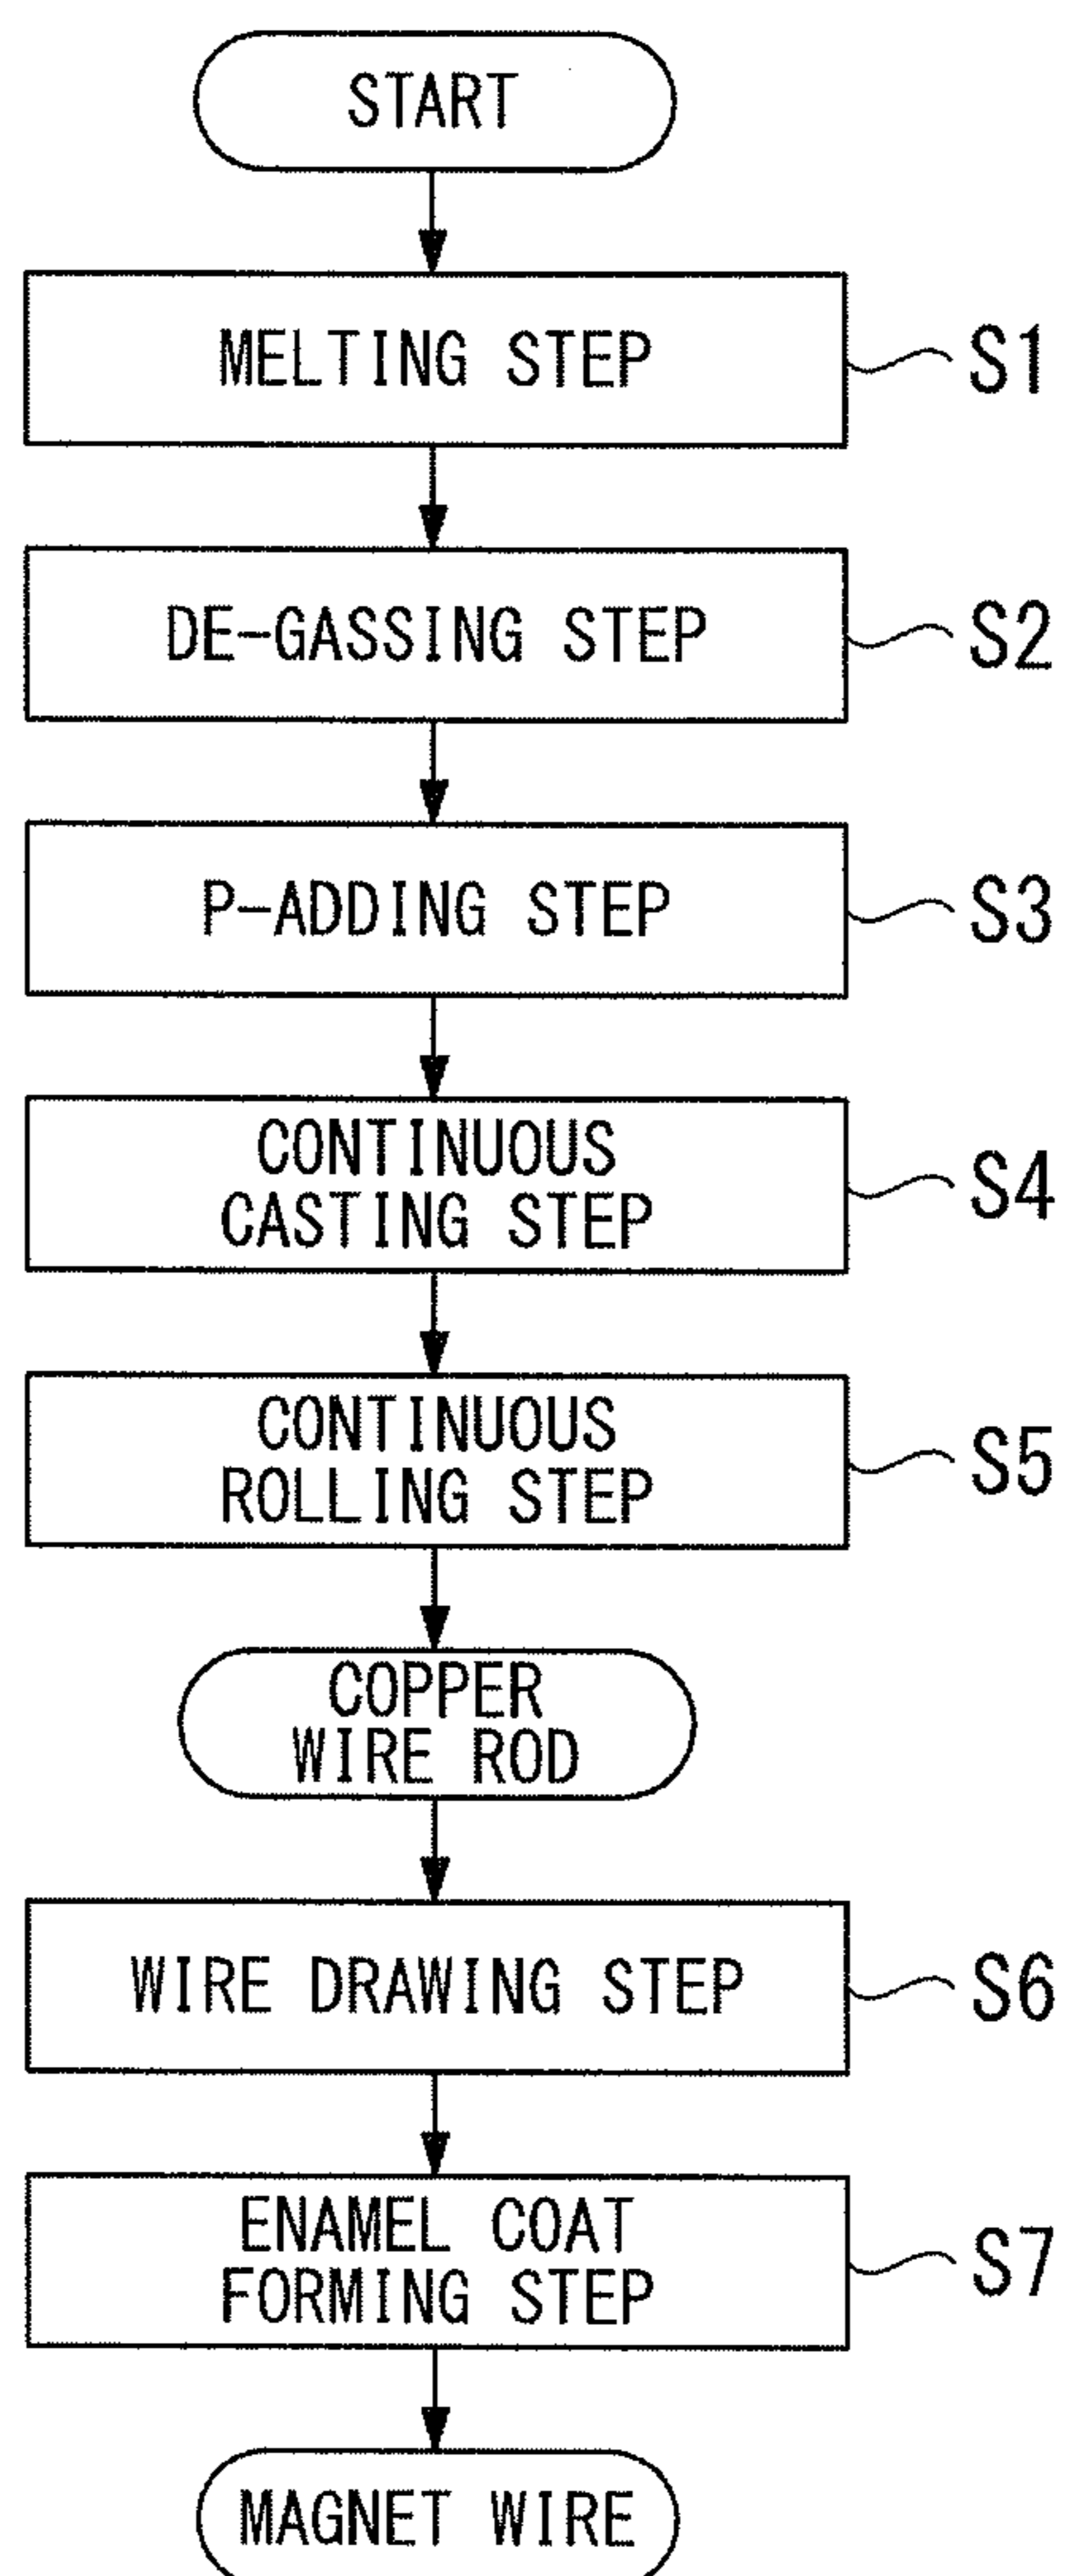 START
MELTING STEP
S1
DE-GASSING STEP
S2
P-ADDING STEP
S3
CONTINUOUS
CASTING STEP
S4
CONTINUOUS
ROLLING STEP
S5
COPPER
WIRE ROD
WIRE DRAWING STEP
S6
ENAMEL COAT
FORMING STEP
S7
MAGNET WIRE